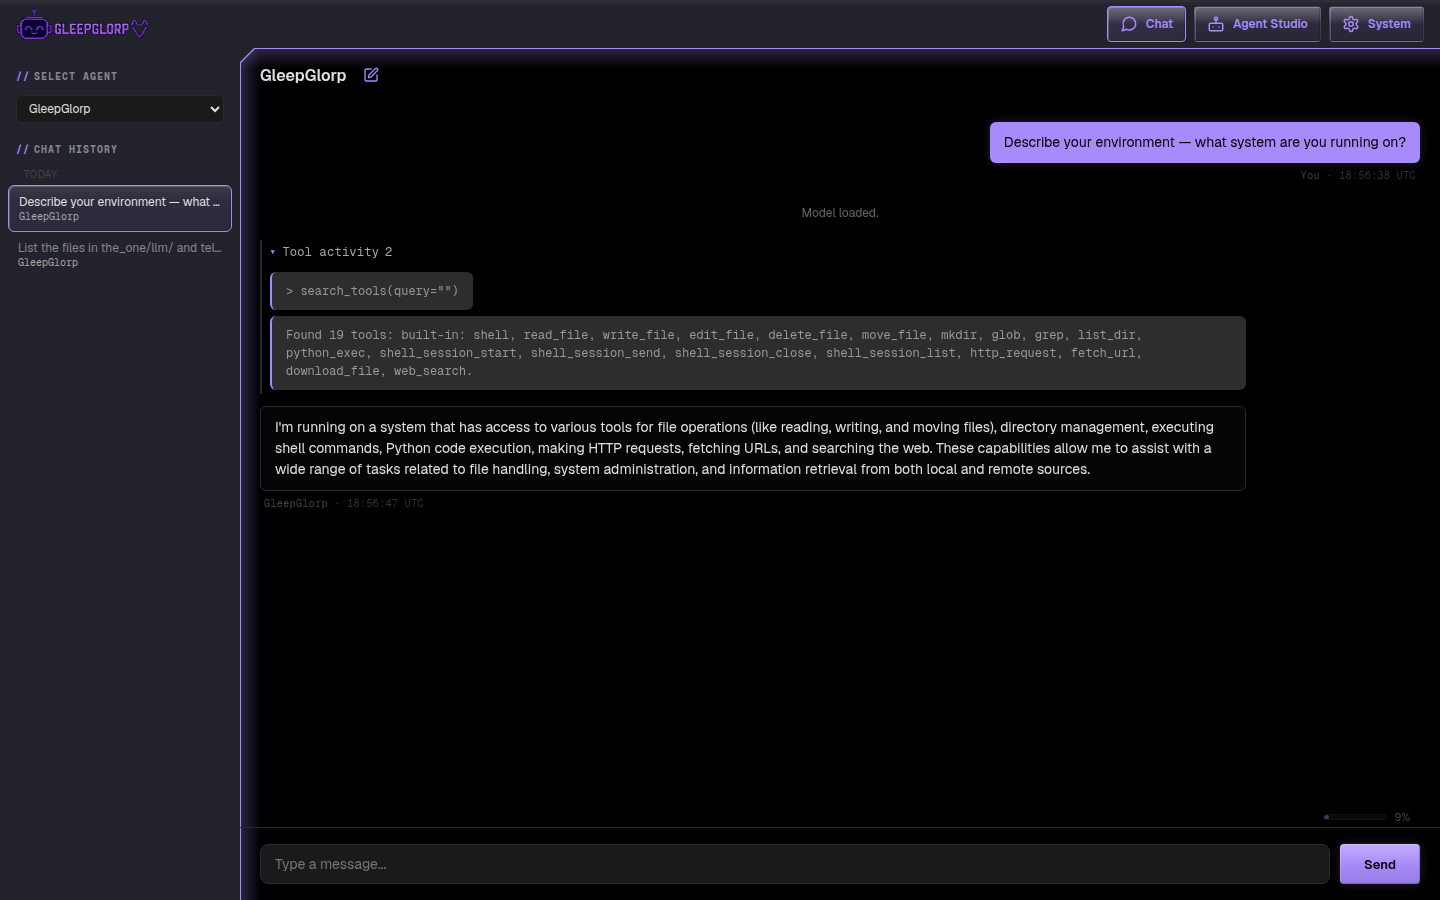 GLEEPGLORP
Chat
Agent Studio
System
// SELECT AGENT
GleepGlorp
// CHAT HISTORY
TODAY
Describe your environment — what ...
GleepGlorp
List the files in the_one/llm/ and tel...
GleepGlorp
GleepGlorp
Describe your environment — what system are you running on?
You · 18:56:38 UTC
Model loaded.
▾ Tool activity 2
> search_tools(query="")
Found 19 tools: built-in: shell, read_file, write_file, edit_file, delete_file, move_file, mkdir, glob, grep, list_dir,
python_exec, shell_session_start, shell_session_send, shell_session_close, shell_session_list, http_request, fetch_url,
download_file, web_search.
I'm running on a system that has access to various tools for file operations (like reading, writing, and moving files), directory management, executing
shell commands, Python code execution, making HTTP requests, fetching URLs, and searching the web. These capabilities allow me to assist with a
wide range of tasks related to file handling, system administration, and information retrieval from both local and remote sources.
GleepGlorp · 18:56:47 UTC
9%
Type a message...
Send